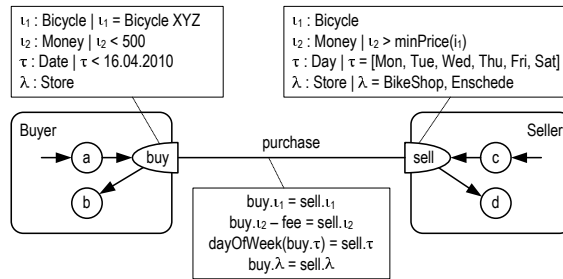 ι₁ : Bicycle | ι₁ = Bicycle XYZ
ι₂ : Money | ι₂ < 500
τ : Date | τ < 16.04.2010
λ : Store
ι₁ : Bicycle
ι₂ : Money | ι₂ > minPrice(i₁)
τ : Day | τ = [Mon, Tue, Wed, Thu, Fri, Sat]
λ : Store | λ = BikeShop, Enschede
Buyer
a
buy
b
purchase
Seller
sell
c
d
buy.ι₁ = sell.ι₁
buy.ι₂ – fee = sell.ι₂
dayOfWeek(buy.τ) = sell.τ
buy.λ = sell.λ